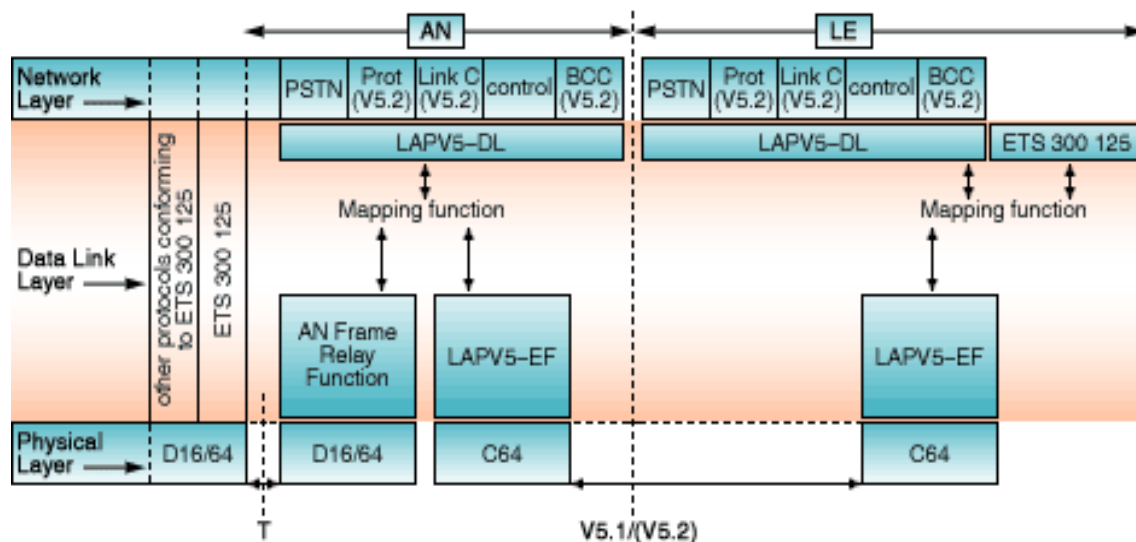 AN
LE
Network
Layer
PSTN
Prot
(V5.2)
Link C
(V5.2)
control
BCC
(V5.2)
PSTN
Prot
(V5.2)
Link C
(V5.2)
control
BCC
(V5.2)
LAPV5-DL
LAPV5-DL
ETS 300 125
Mapping function
Mapping function
Data Link
Layer
other protocols conforming
to ETS 300 125
ETS 300 125
AN Frame
Relay
Function
LAPV5-EF
LAPV5-EF
Physical
Layer
D16/64
D16/64
C64
C64
T
V5.1/(V5.2)